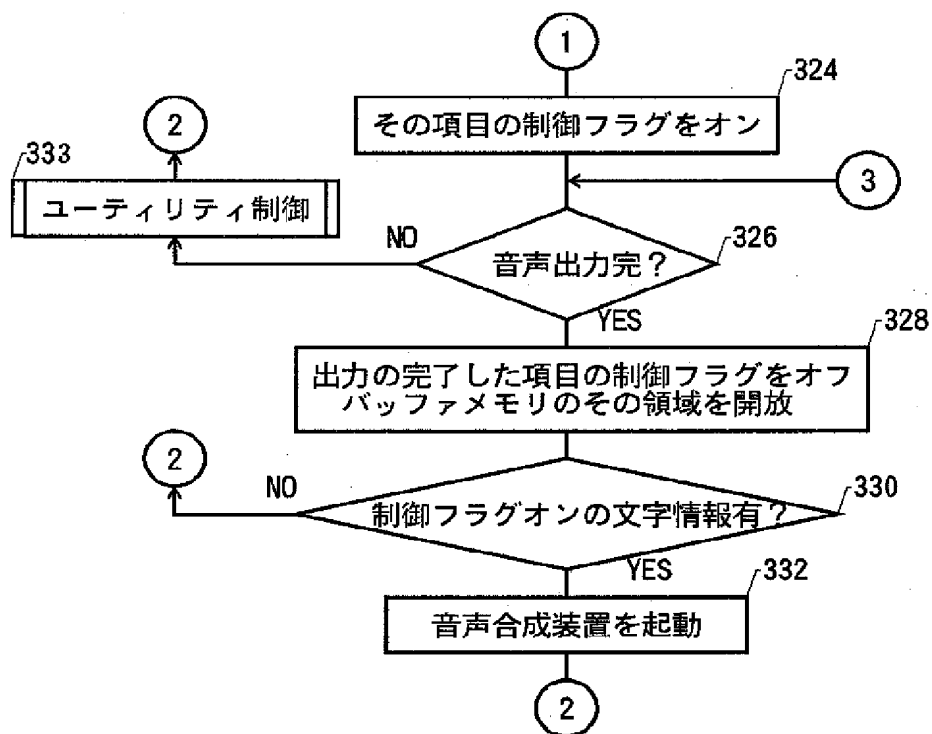 1
324
その項目の制御フラグをオン
2
333
ユーティリティ制御
3
NO
音声出力完？
326
YES
328
出力の完了した項目の制御フラグをオフ
バッファメモリのその領域を開放
2
NO
制御フラグオンの文字情報有？
330
YES
332
音声合成装置を起動
2